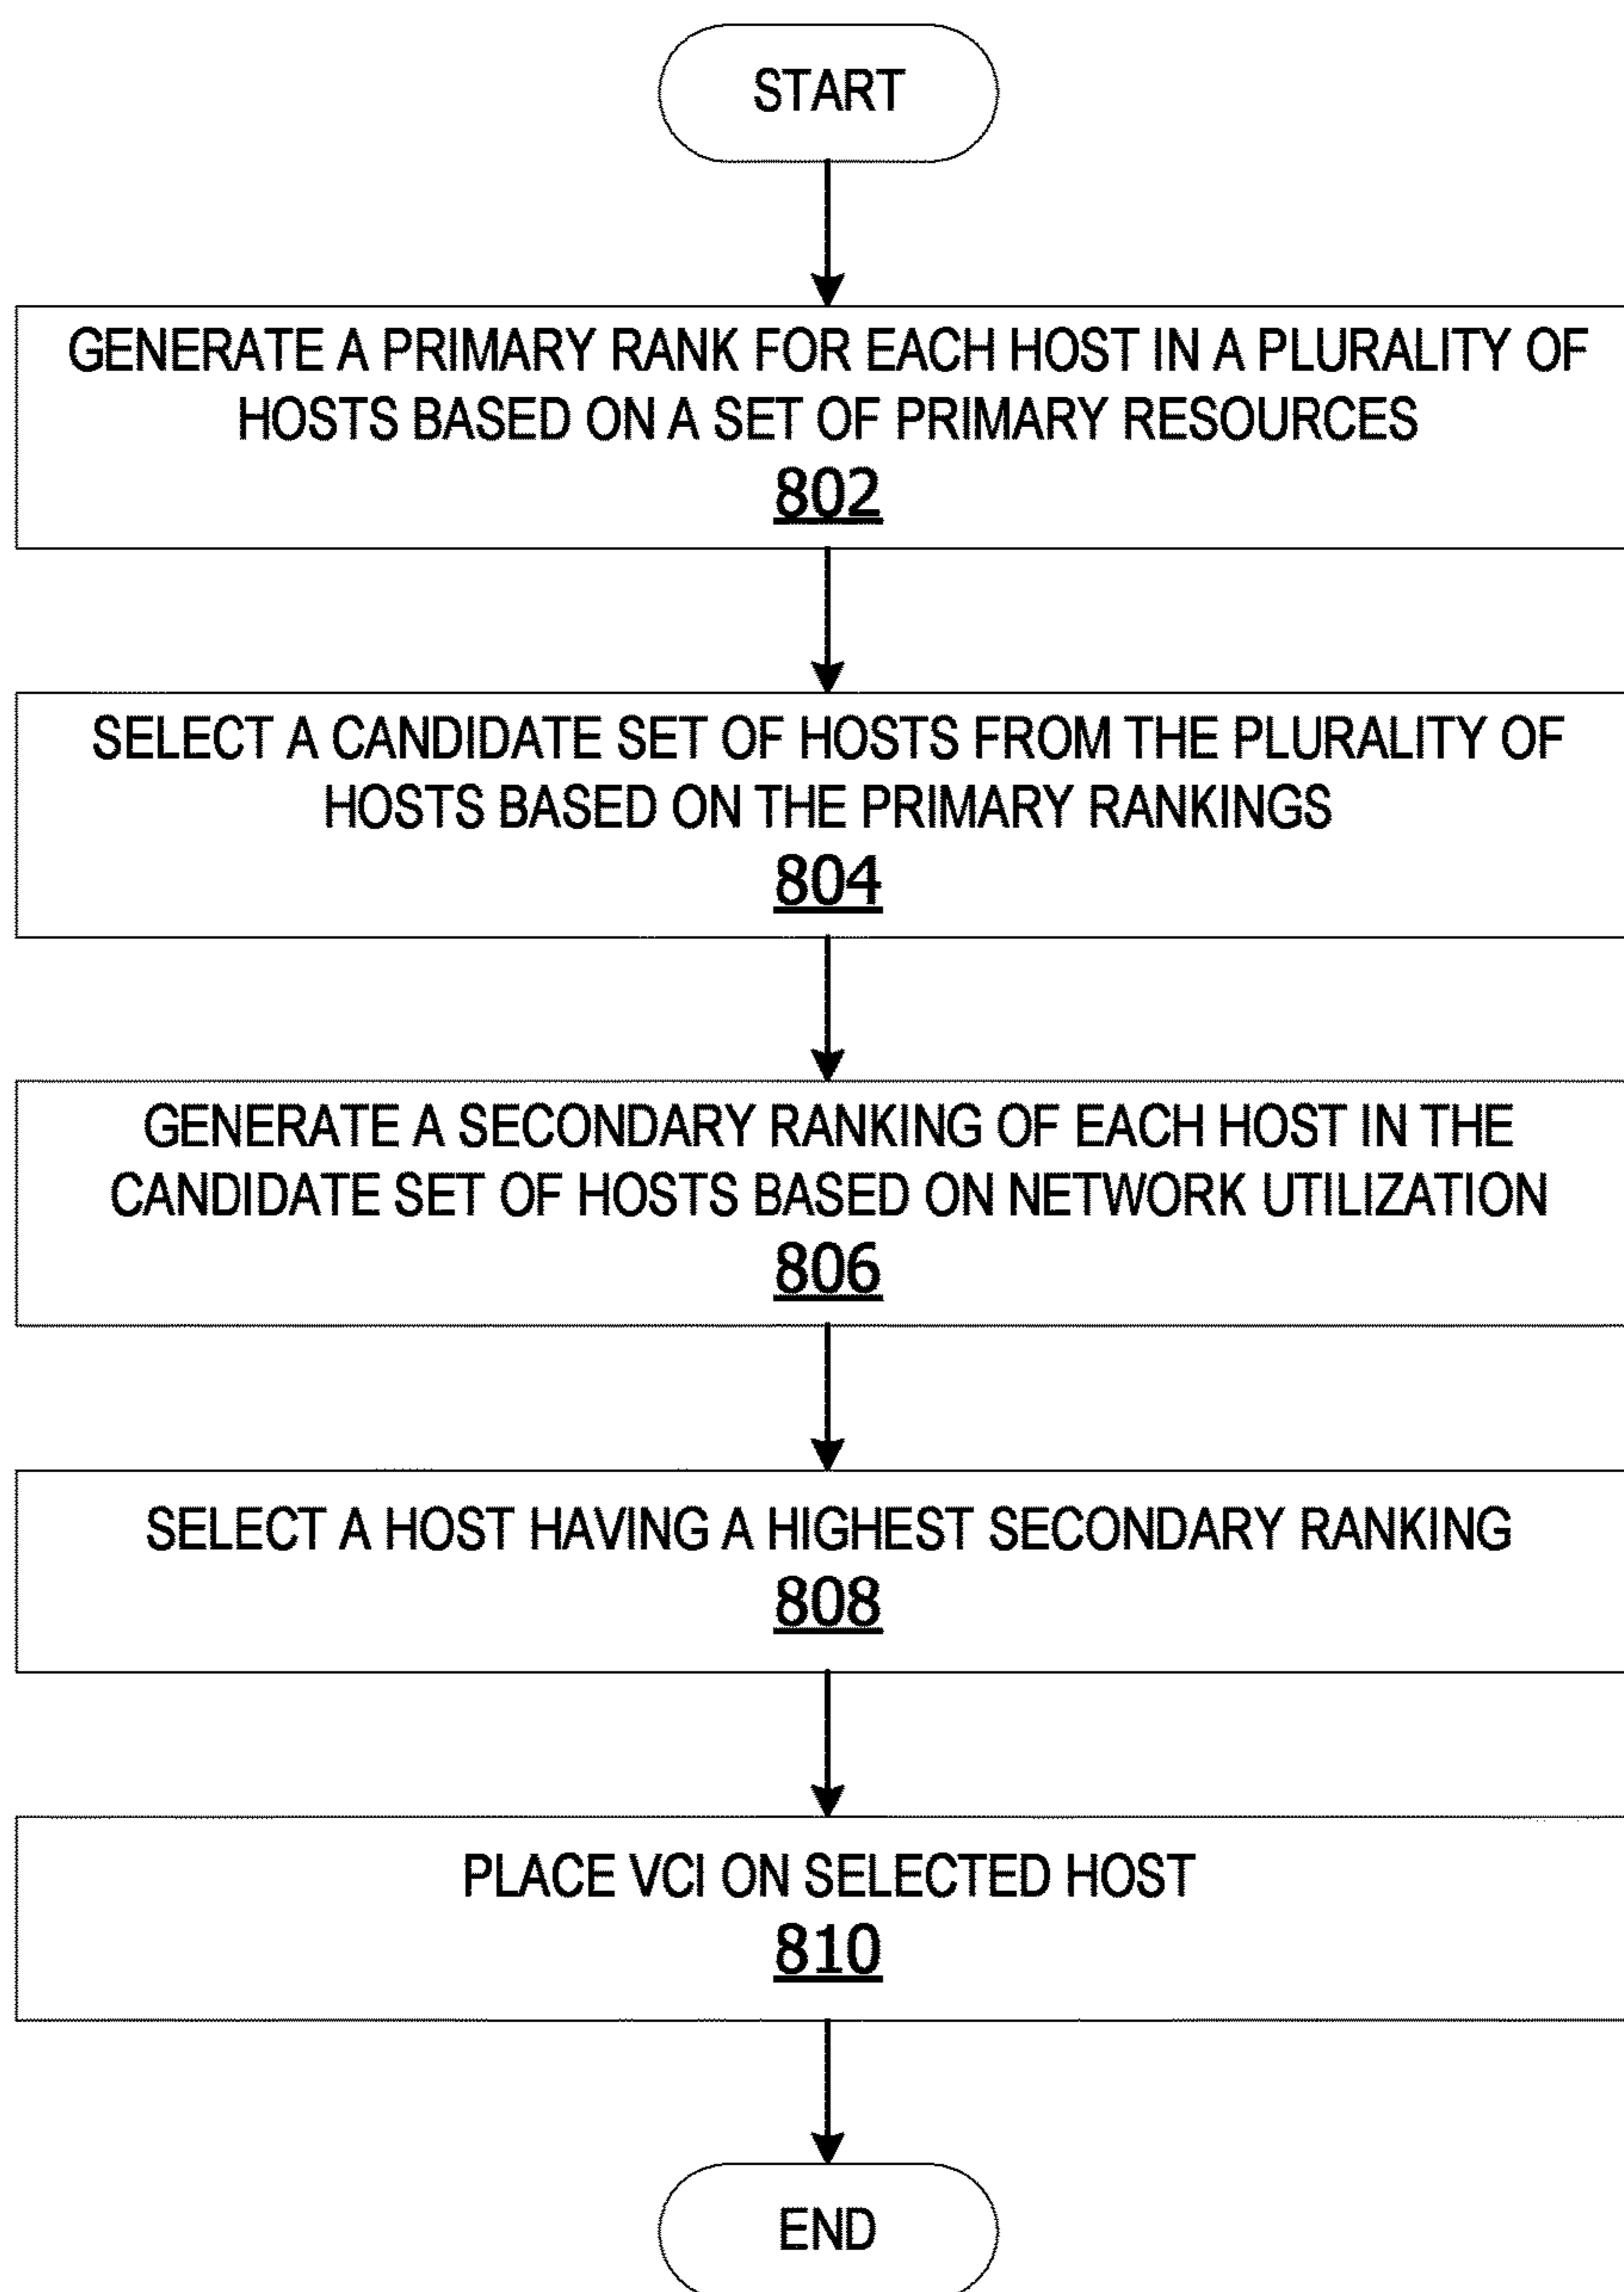 START
GENERATE A PRIMARY RANK FOR EACH HOST IN A PLURALITY OF
HOSTS BASED ON A SET OF PRIMARY RESOURCES
802
SELECT A CANDIDATE SET OF HOSTS FROM THE PLURALITY OF
HOSTS BASED ON THE PRIMARY RANKINGS
804
GENERATE A SECONDARY RANKING OF EACH HOST IN THE
CANDIDATE SET OF HOSTS BASED ON NETWORK UTILIZATION
806
SELECT A HOST HAVING A HIGHEST SECONDARY RANKING
808
PLACE VCI ON SELECTED HOST
810
END